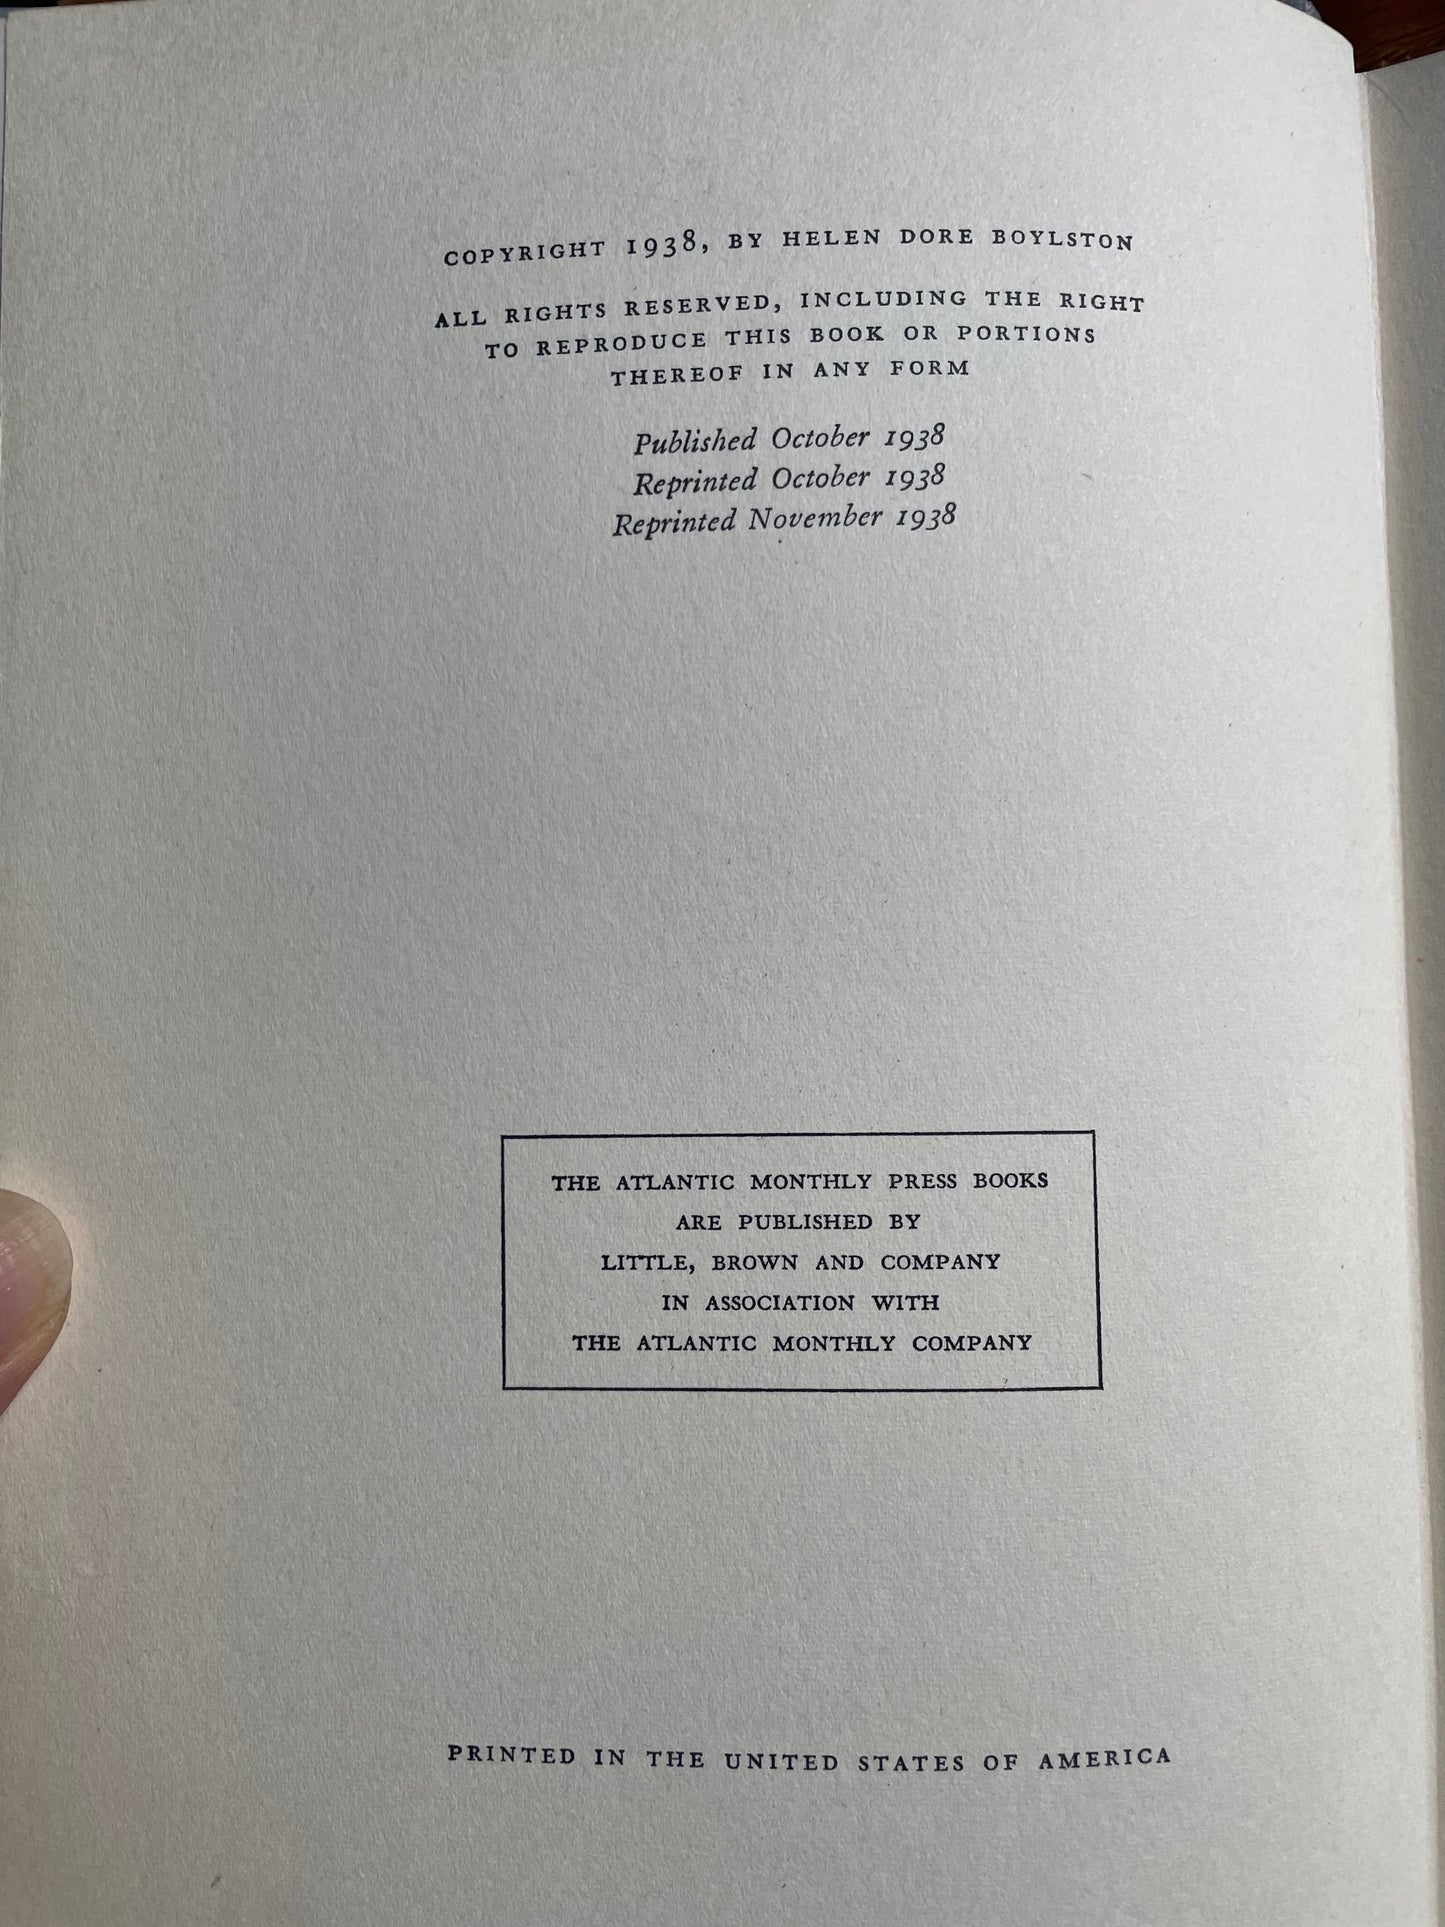 COPYRIGHT 1938, BY HELEN DORE BOYLSTON
ALL RIGHTS RESERVED, INCLUDING THE RIGHT
TO REPRODUCE THIS BOOK OR PORTIONS
THEREOF IN ANY FORM
Published October 1938
Reprinted October 1938
Reprinted November 1938
THE ATLANTIC MONTHLY PRESS BOOKS
ARE PUBLISHED BY
LITTLE, BROWN AND COMPANY
IN ASSOCIATION WITH
THE ATLANTIC MONTHLY COMPANY
PRINTED IN THE UNITED STATES OF AMERICA